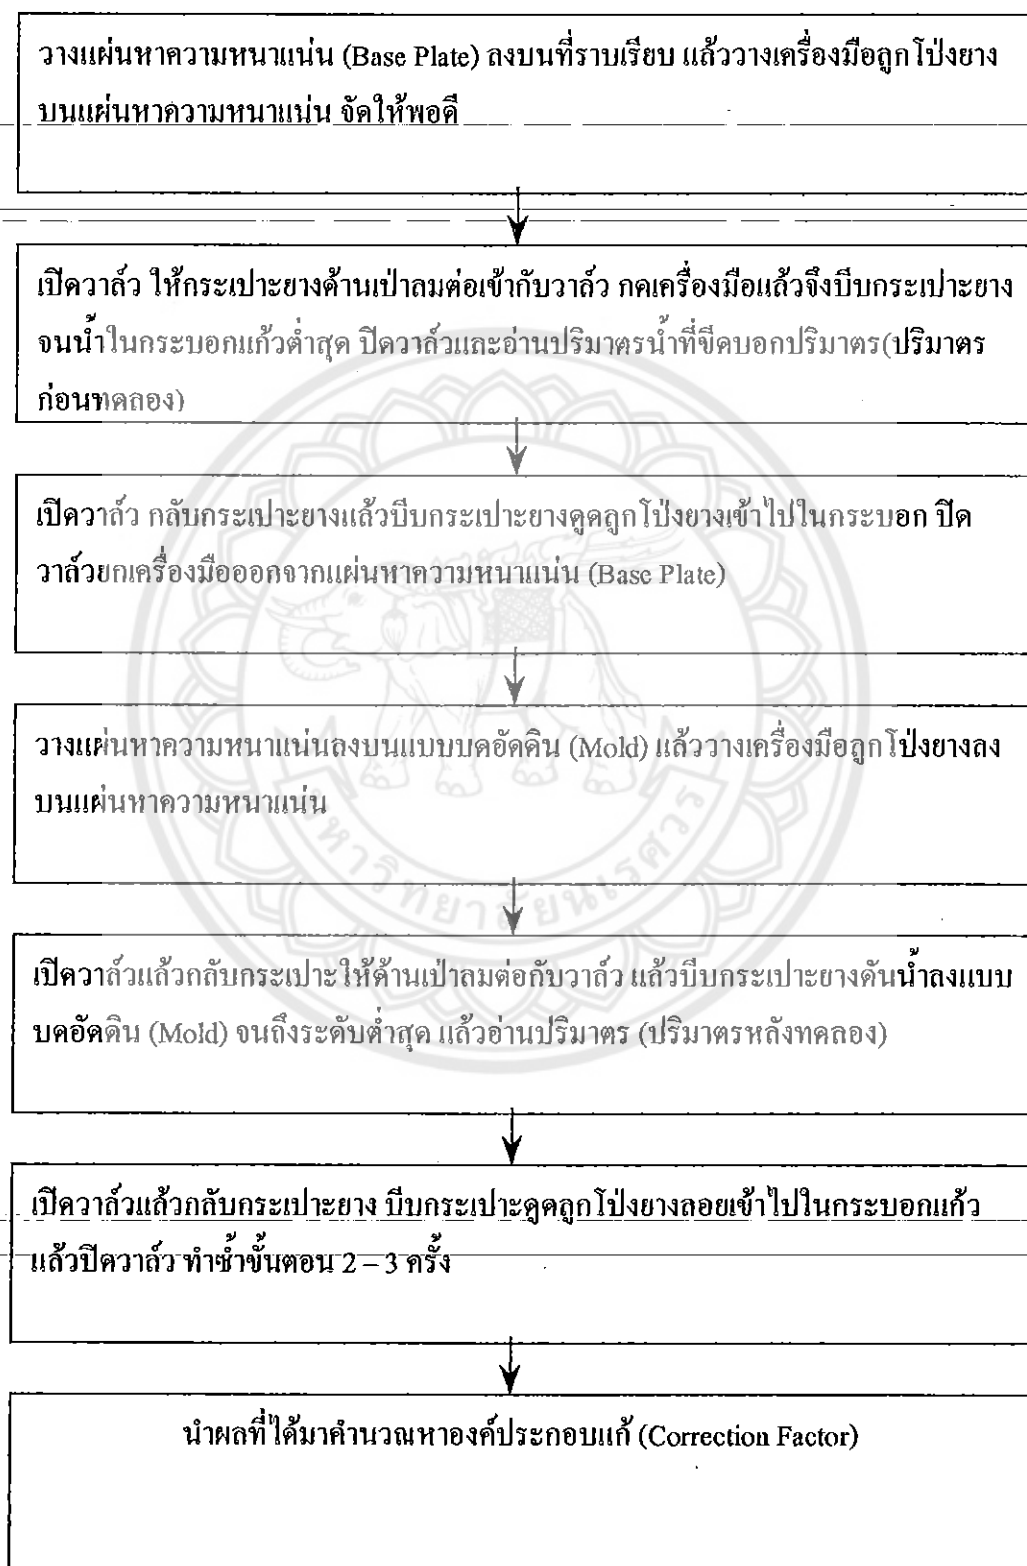 วางแผ่นหาความหนาแน่น (Base Plate) ลงบนที่ราบเรียบ แล้ววางเครื่องมือลูกโป่งยาง
บนแผ่นหาความหนาแน่น จัดให้พอดี
เปิดวาล์ว ให้กระเปาะยางด้านเป่าลมต่อเข้ากับวาล์ว กดเครื่องมือแล้วจึงบีบกระเปาะยาง
จนน้ำในกระบอกแก้วต่ำสุด ปิดวาล์วและอ่านปริมาตรน้ำที่ขีดบอกปริมาตร(ปริมาตร
ก่อนทดลอง)
เปิดวาล์ว กลับกระเปาะยางแล้วบีบกระเปาะยางดูดลูกโป่งยางเข้าไปในกระบอก ปิด
วาล์วยกเครื่องมือออกจากแผ่นหาความหนาแน่น (Base Plate)
วางแผ่นหาความหนาแน่นลงบนแบบบดอัดดิน (Mold) แล้ววางเครื่องมือลูกโป่งยางลง
บนแผ่นหาความหนาแน่น
มหาวิทยาลัยนเรศวร
เปิดวาล์วแล้วกลับกระเปาะให้ด้านเป่าลมต่อกับวาล์ว แล้วบีบกระเปาะยางดันน้ำลงแบบ
บดอัดดิน (Mold) จนถึงระดับต่ำสุด แล้วอ่านปริมาตร (ปริมาตรหลังทดลอง)
เปิดวาล์วแล้วกลับกระเปาะยาง บีบกระเปาะดูดลูกโป่งยางลอยเข้าไปในกระบอกแก้ว
แล้วปิดวาล์ว ทำซ้ำขั้นตอน 2 – 3 ครั้ง
นำผลที่ได้มาคำนวณหาองค์ประกอบแก้ (Correction Factor)